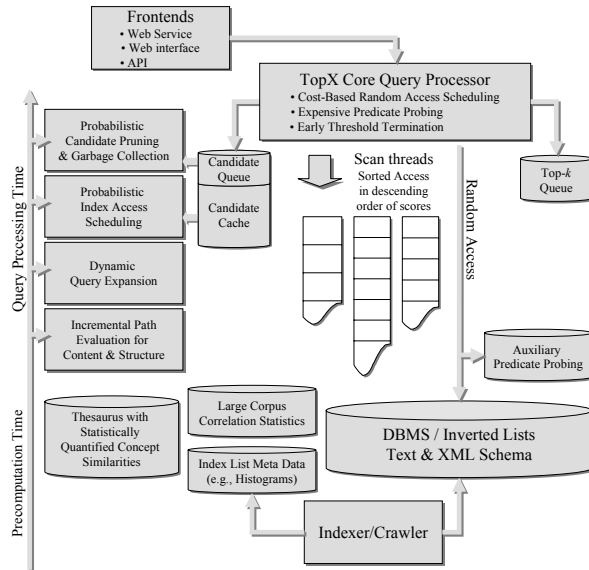 Frontends
• Web Service
• Web interface
• API
TopX Core Query Processor
• Cost-Based Random Access Scheduling
• Expensive Predicate Probing
• Early Threshold Termination
Probabilistic
Candidate Pruning
& Garbage Collection
Candidate
Queue
Candidate
Cache
Scan threads
Sorted Access
in descending
order of scores
Top-k
Queue
Random Access
Probabilistic
Index Access
Scheduling
Dynamic
Query Expansion
Incremental Path
Evaluation for
Content & Structure
Query Processing Time
Auxiliary
Predicate Probing
Precomputation Time
Thesaurus with
Statistically
Quantified Concept
Similarities
Large Corpus
Correlation Statistics
Index List Meta Data
(e.g., Histograms)
DBMS / Inverted Lists
Text & XML Schema
Indexer/Crawler